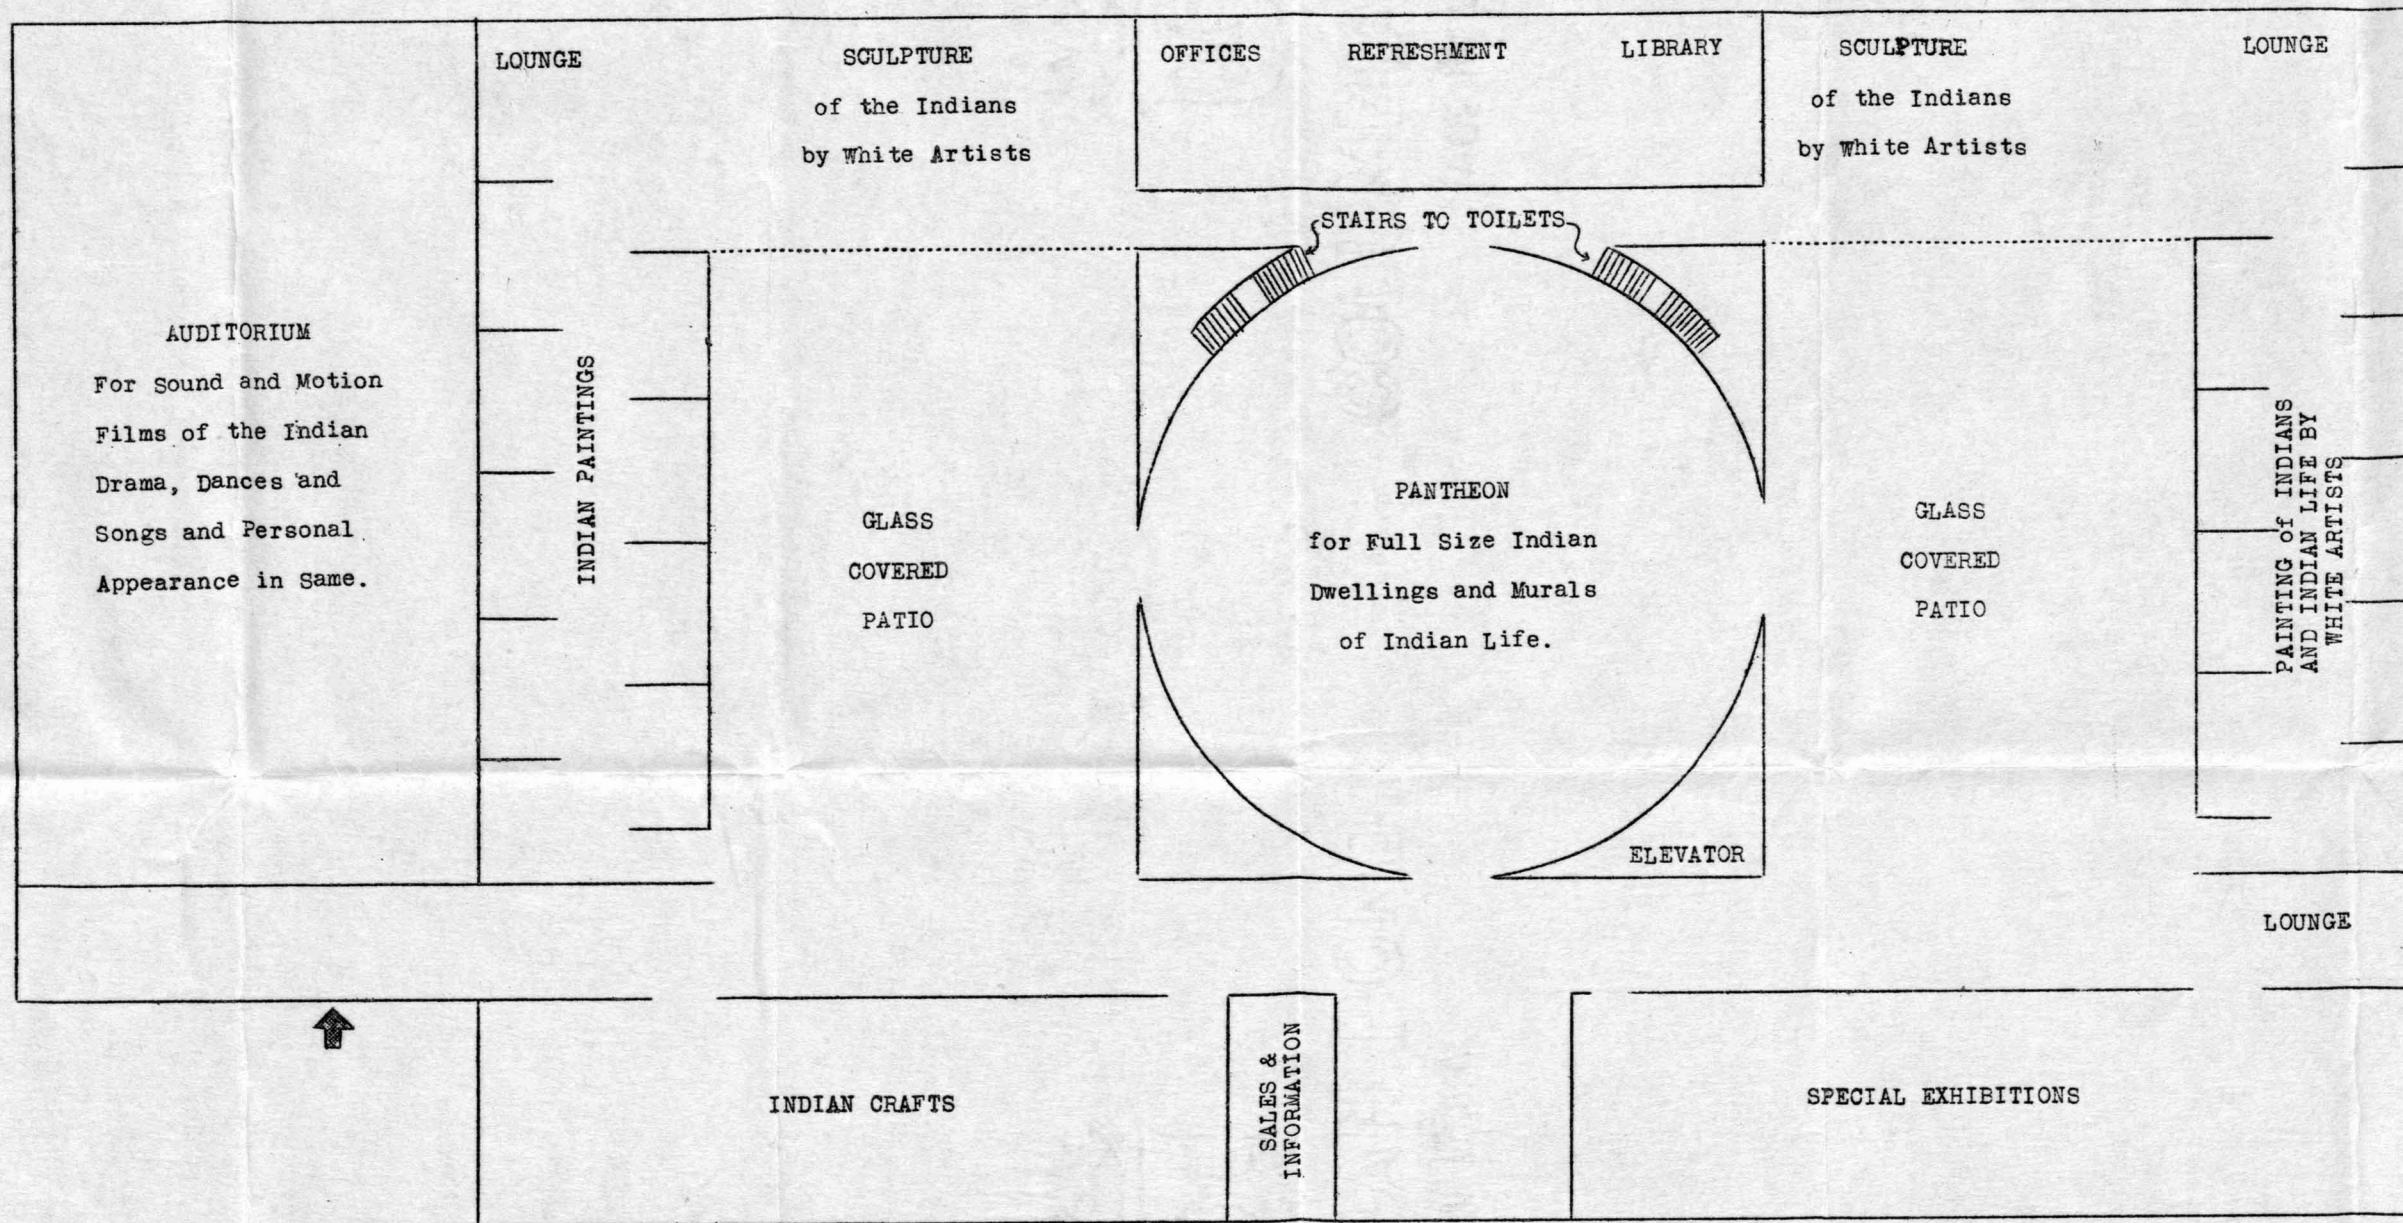 LOUNGE
SCULPTURE
of the Indians
by White Artists
OFFICES
REFRESHMENT
LIBRARY
SCULPTURE
of the Indians
by White Artists
LOUNGE
STAIRS TO TOILETS
AUDITORIUM
For Sound and Motion
Films of the Indian
Drama, Dances and
Songs and Personal
Appearance in Same.
INDIAN PAINTINGS
GLASS
COVERED
PATIO
PANTHEON
for Full Size Indian
Dwellings and Murals
of Indian Life.
GLASS
COVERED
PATIO
PAINTING of INDIANS
AND INDIAN LIFE BY
WHITE ARTISTS
ELEVATOR
LOUNGE
INDIAN CRAFTS
SALES &
INFORMATION
SPECIAL EXHIBITIONS